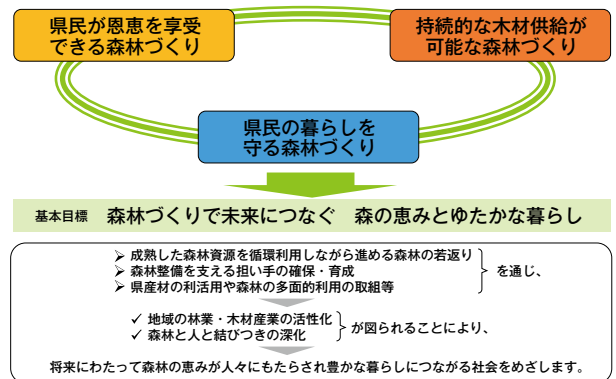 県民が恩恵を享受
できる森林づくり
持続的な木材供給が
可能な森林づくり
県民の暮らしを
守る森林づくり
基本目標 森林づくりで未来につなぐ 森の恵みとゆたかな暮らし
➢ 成熟した森林資源を循環利用しながら進める森林の若返り
➢ 森林整備を支える担い手の確保・育成
➢ 県産材の利活用や森林の多面的利用の取組等
を通じ、
✓ 地域の林業・木材産業の活性化
✓ 森林と人と結びつきの深化
が図られることにより、
将来にわたって森林の恵みが人々にもたらされ豊かな暮らしにつながる社会をめざします。